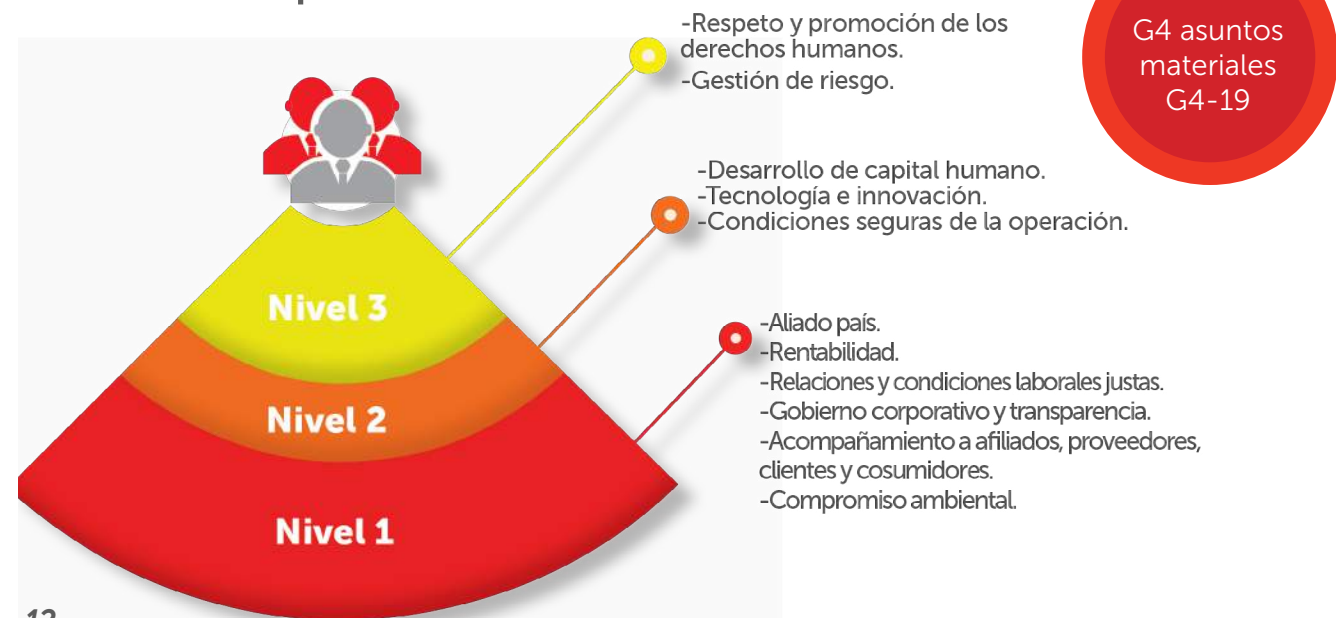 -Respeto y promoción de los
derechos humanos.
-Gestión de riesgo.
G4 asuntos
materiales
G4-19
-Desarrollo de capital humano.
-Tecnología e innovación.
-Condiciones seguras de la operación.
Nivel 3
Nivel 2
Nivel 1
-Aliado país.
-Rentabilidad.
-Relaciones y condiciones laborales justas.
-Gobierno corporativo y transparencia.
-Acompañamiento a afiliados, proveedores,
clientes y cosumidores.
-Compromiso ambiental.
12